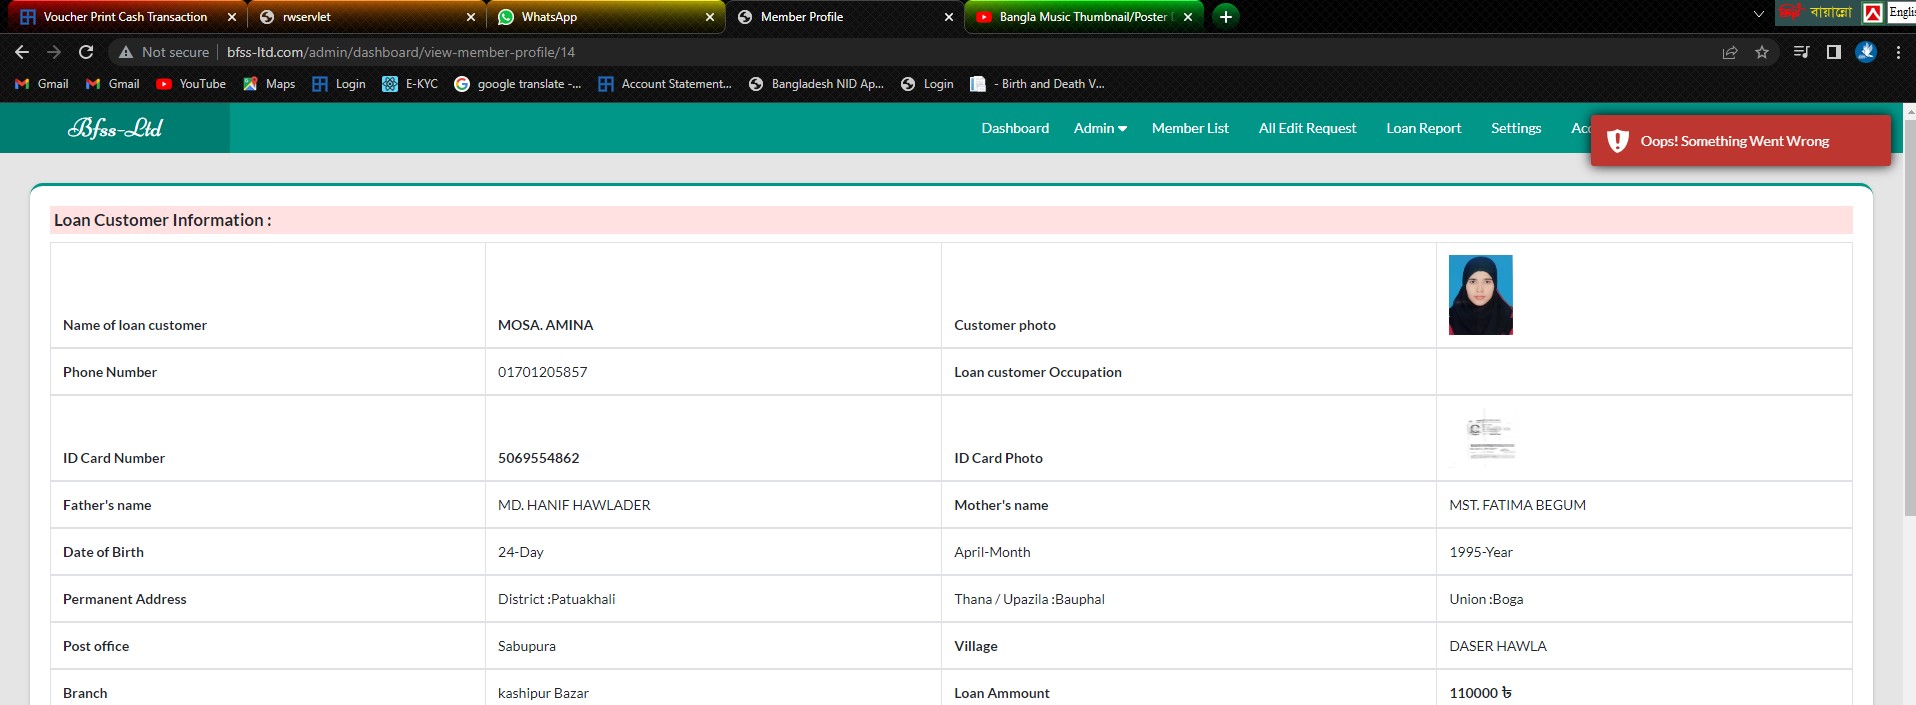 Voucher Print Cash Transaction rwservlet WhatsApp Member Profile Bangla Music Thumbnail/Poster বায়ান্নো Englis
Not secure bfss-ltd.com/admin/dashboard/view-member-profile/14
Gmail Gmail YouTube Maps Login E-KYC google translate -... Account Statement... Bangladesh NID Ap... Login - Birth and Death V...
Bfss-Ltd Dashboard Admin Member List All Edit Request Loan Report Settings Acc
Oops! Something Went Wrong
Loan Customer Information :
Name of loan customer MOSA. AMINA Customer photo
Phone Number 01701205857 Loan customer Occupation
ID Card Number 5069554862 ID Card Photo
Father's name MD. HANIF HAWLADER Mother's name MST. FATIMA BEGUM
Date of Birth 24-Day April-Month 1995-Year
Permanent Address District :Patuakhali Thana / Upazila :Bauphal Union :Boga
Post office Sabupura Village DASER HAWLA
Branch kashipur Bazar Loan Ammount 110000 ৳